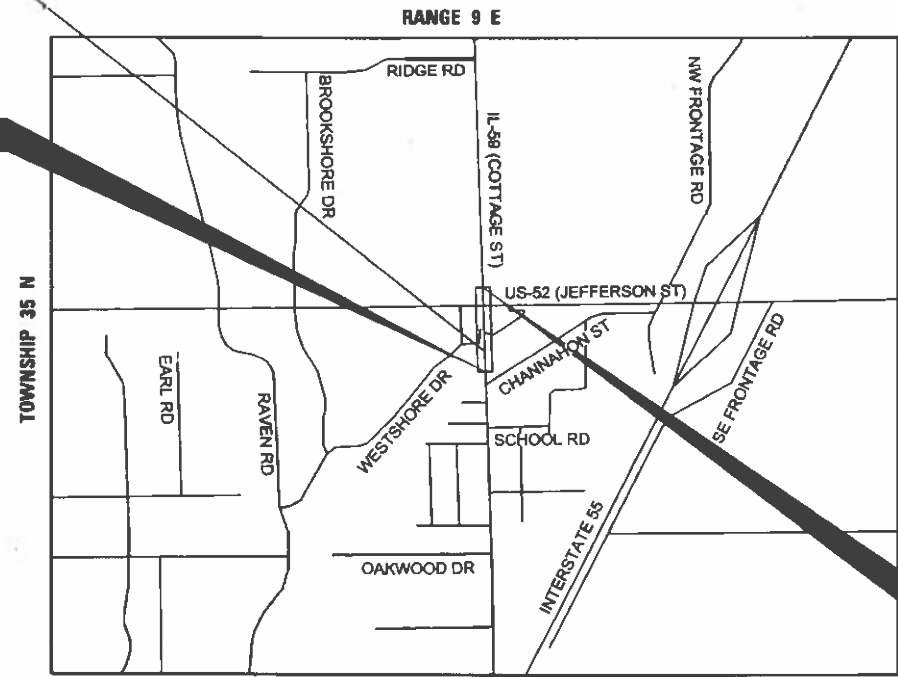 RANGE 9 E
TOWNSHIP 35 N
RIDGE RD
BROOKSHORE DR
IL-59 (COTTAGE ST)
NW FRONTAGE RD
US-52 (JEFFERSON ST)
CHANNAHON ST
SE FRONTAGE RD
EARL RD
RAVEN RD
WESTSHORE DR
SCHOOL RD
INTERSTATE 55
OAKWOOD DR